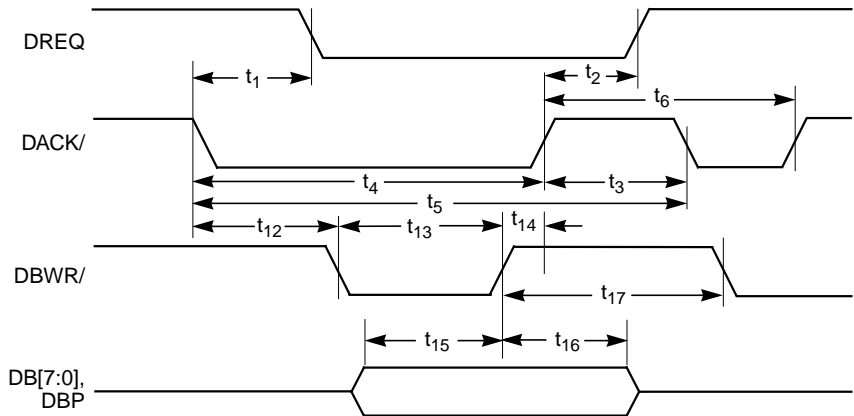 DREQ
t1
t2
t6
DACK/
t4
t3
t5
t12
t13
t14
DBWR/
t17
t15
t16
DB[7:0],
DBP